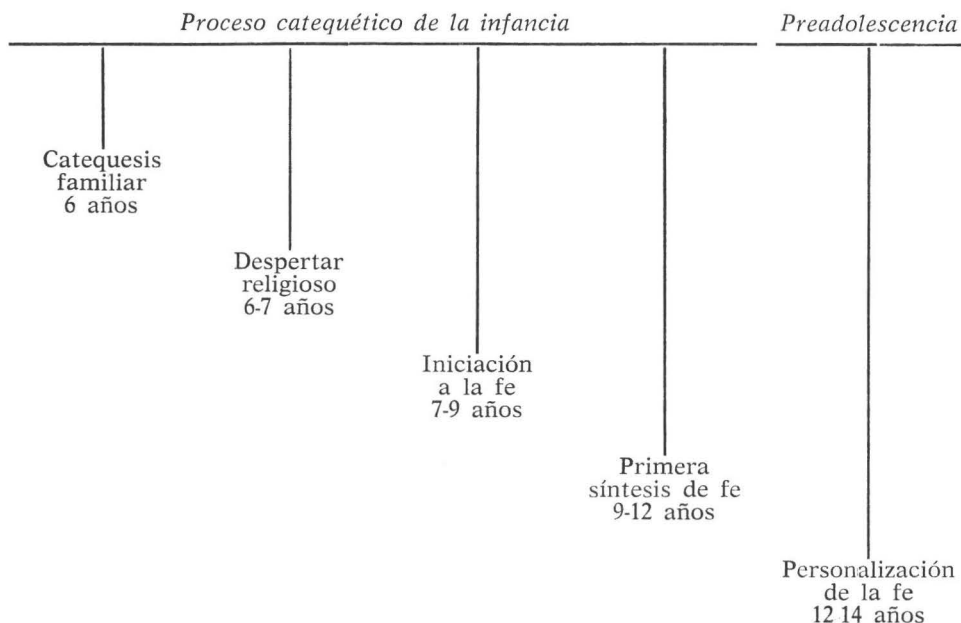 Proceso catequético de la infancia
Preadolescencia
Catequesis
familiar
6 años
Despertar
religioso
6-7 años
Iniciación
a la fe
7-9 años
Primera
síntesis de fe
9-12 años
Personalización
de la fe
12 14 años